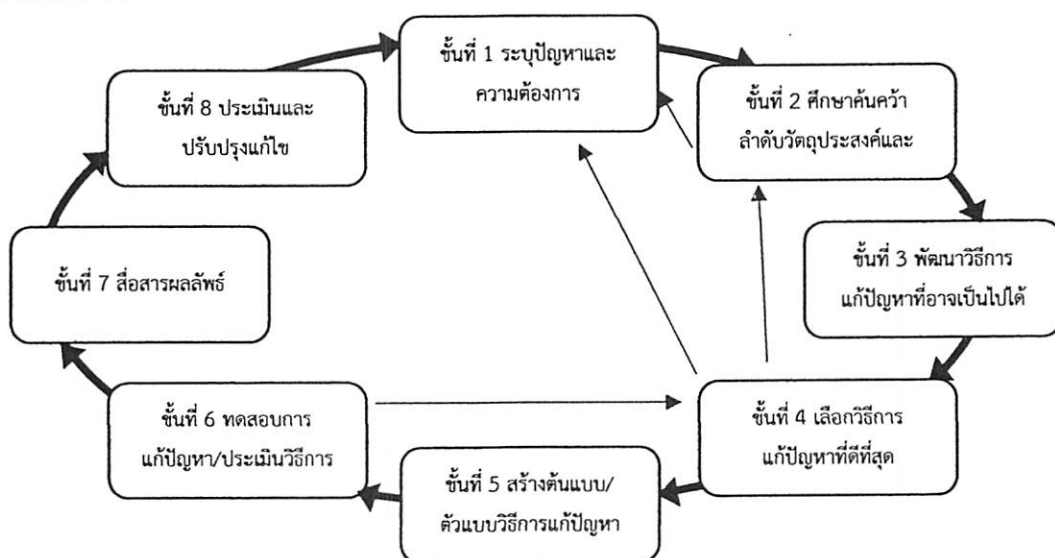 ขั้นที่ 1 ระบุปัญหาและ
ความต้องการ
ขั้นที่ 2 ศึกษาค้นคว้า
ลำดับวัตถุประสงค์และ
ขั้นที่ 3 พัฒนาวิธีการ
แก้ปัญหาที่อาจเป็นไปได้
ขั้นที่ 4 เลือกวิธีการ
แก้ปัญหาที่ดีที่สุด
ขั้นที่ 5 สร้างต้นแบบ/
ตัวแบบวิธีการแก้ปัญหา
ขั้นที่ 6 ทดสอบการ
แก้ปัญหา/ประเมินวิธีการ
ขั้นที่ 7 สื่อสารผลลัพธ์
ขั้นที่ 8 ประเมินและ
ปรับปรุงแก้ไข